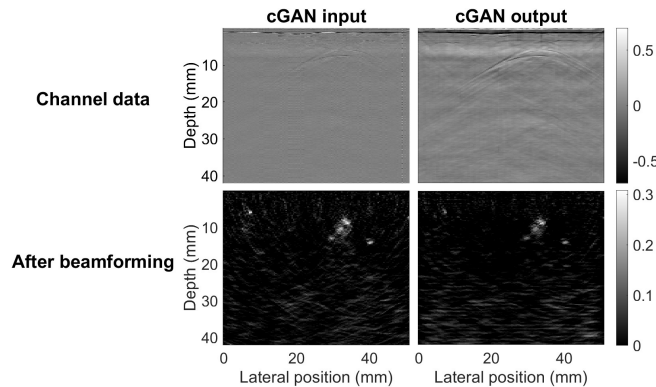 cGAN input cGAN output
Channel data
Depth (mm)
10
20
30
40
0.5
0
-0.5
After beamforming
Depth (mm)
10
20
30
40
0.3
0.2
0.1
0
0 20 40 0 20 40
Lateral position (mm) Lateral position (mm)